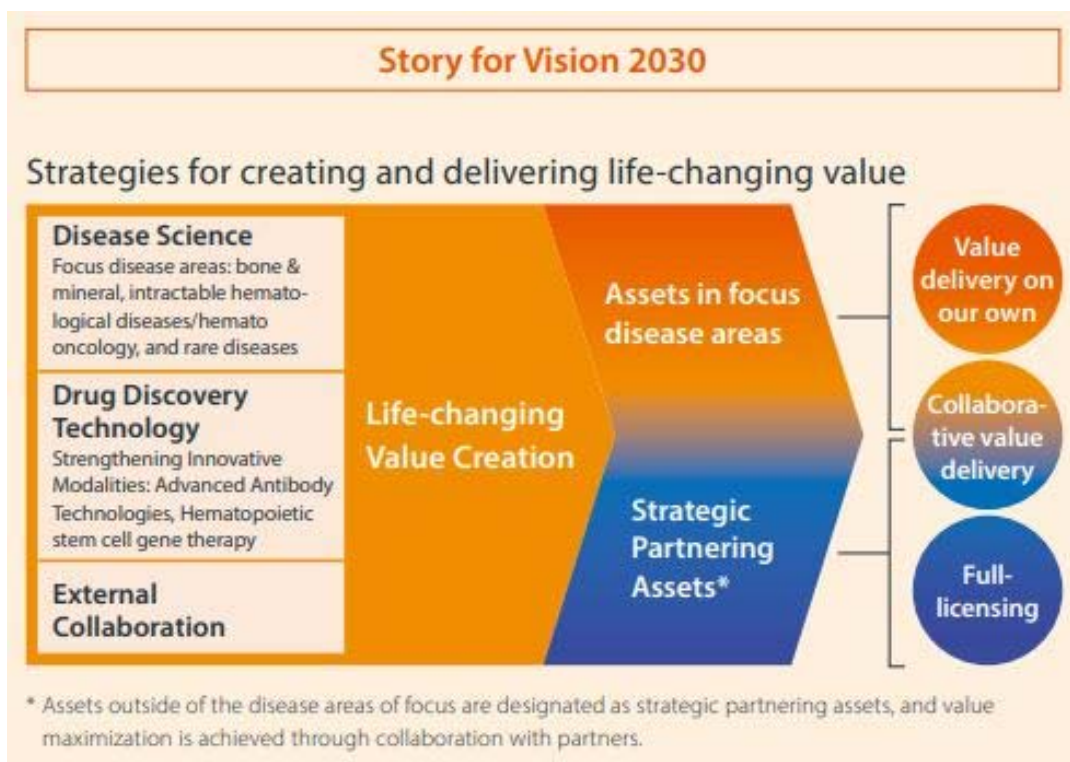 Story for Vision 2030
Strategies for creating and delivering life-changing value
Disease Science
Focus disease areas: bone &
mineral, intractable hemato-
logical diseases/hemato
oncology, and rare diseases
Drug Discovery
Technology
Strengthening Innovative
Modalities: Advanced Antibody
Technologies, Hematopoietic
stem cell gene therapy
External
Collaboration
Life-changing
Value Creation
Assets in focus
disease areas
Strategic
Partnering
Assets*
Value
delivery on
our own
Collabora-
tive value
delivery
Full-
licensing
* Assets outside of the disease areas of focus are designated as strategic partnering assets, and value
maximization is achieved through collaboration with partners.